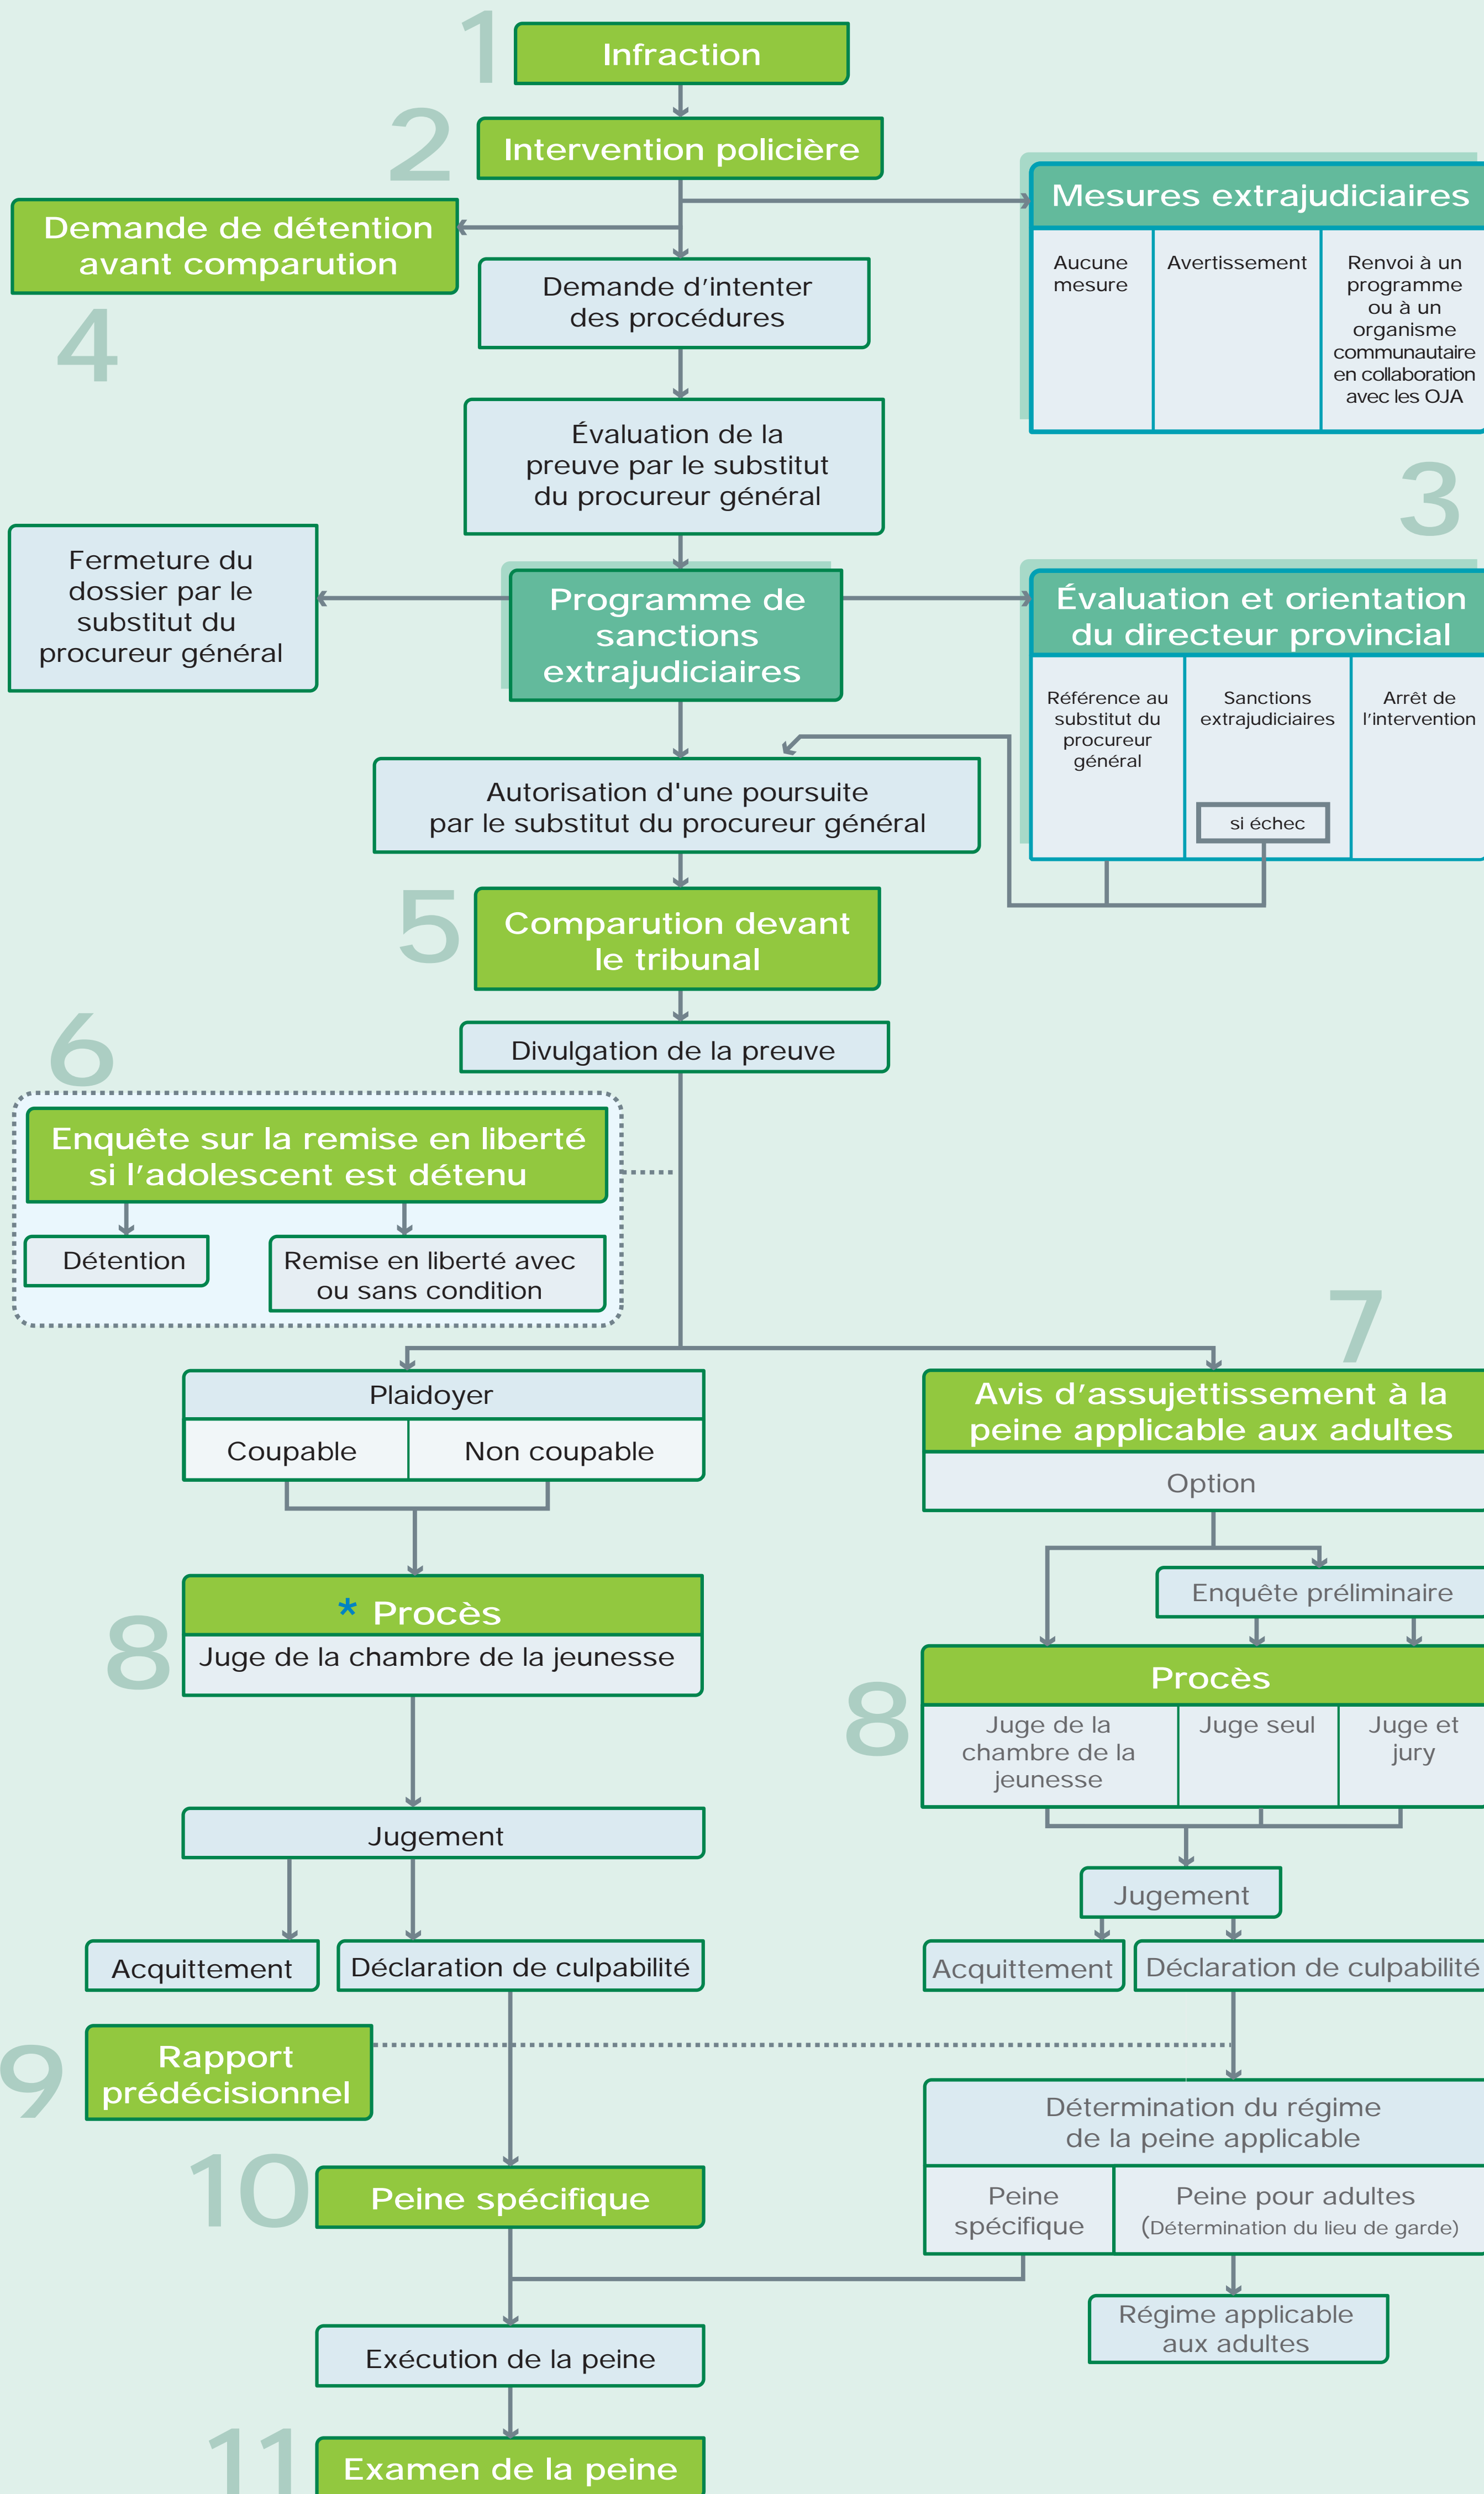 1
Infraction
2
Intervention policière
Mesures extrajudiciaires
Aucune
mesure
Avertissement
Renvoi à un
programme
ou à un
organisme
communautaire
en collaboration
avec les OJA
Demande de détention
avant comparution
4
Demande d'intenter
des procédures
Évaluation de la
preuve par le substitut
du procureur général
3
Fermeture du
dossier par le
substitut du
procureur général
Programme de
sanctions
extrajudiciaires
Évaluation et orientation
du directeur provincial
Référence au
substitut du
procureur
général
Sanctions
extrajudiciaires
si échec
Arrêt de
l'intervention
Autorisation d'une poursuite
par le substitut du procureur général
5
Comparution devant
le tribunal
Divulgation de la preuve
6
Enquête sur la remise en liberté
si l'adolescent est détenu
Détention
Remise en liberté avec
ou sans condition
7
Plaidoyer
Coupable
Non coupable
Avis d'assujettissement à la
peine applicable aux adultes
Option
Enquête préliminaire
8
* Procès
Juge de la chambre de la jeunesse
8
Procès
Juge de la
chambre de la
jeunesse
Juge seul
Juge et
jury
Jugement
Jugement
Acquittement
Déclaration de culpabilité
Acquittement
Déclaration de culpabilité
9
Rapport
prédécisionnel
Détermination du régime
de la peine applicable
Peine
spécifique
Peine pour adultes
(Détermination du lieu de garde)
10
Peine spécifique
Régime applicable
aux adultes
Exécution de la peine
11
Examen de la peine